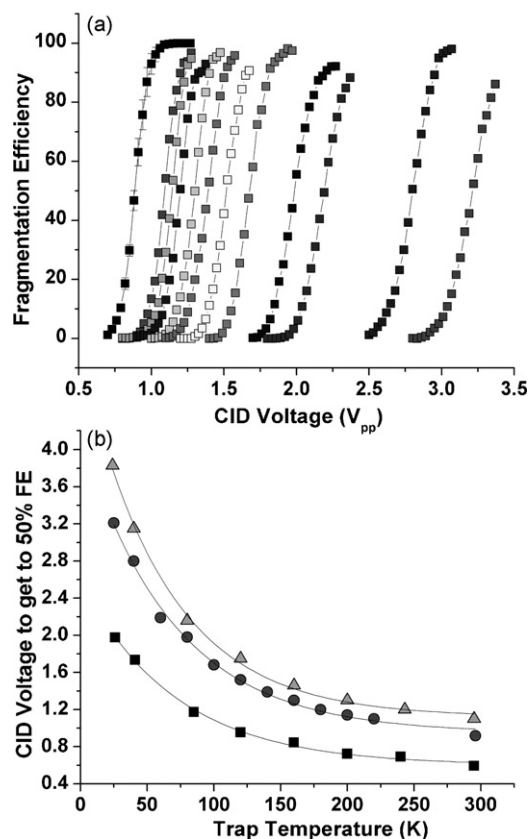 (a)
Fragmentation Efficiency
100
80
60
40
20
0
0.5 1.0 1.5 2.0 2.5 3.0 3.5
CID Voltage (Vpp)
(b)
CID Voltage to get to 50% FE
4.0
3.6
3.2
2.8
2.4
2.0
1.6
1.2
0.8
0.4
0 50 100 150 200 250 300
Trap Temperature (K)